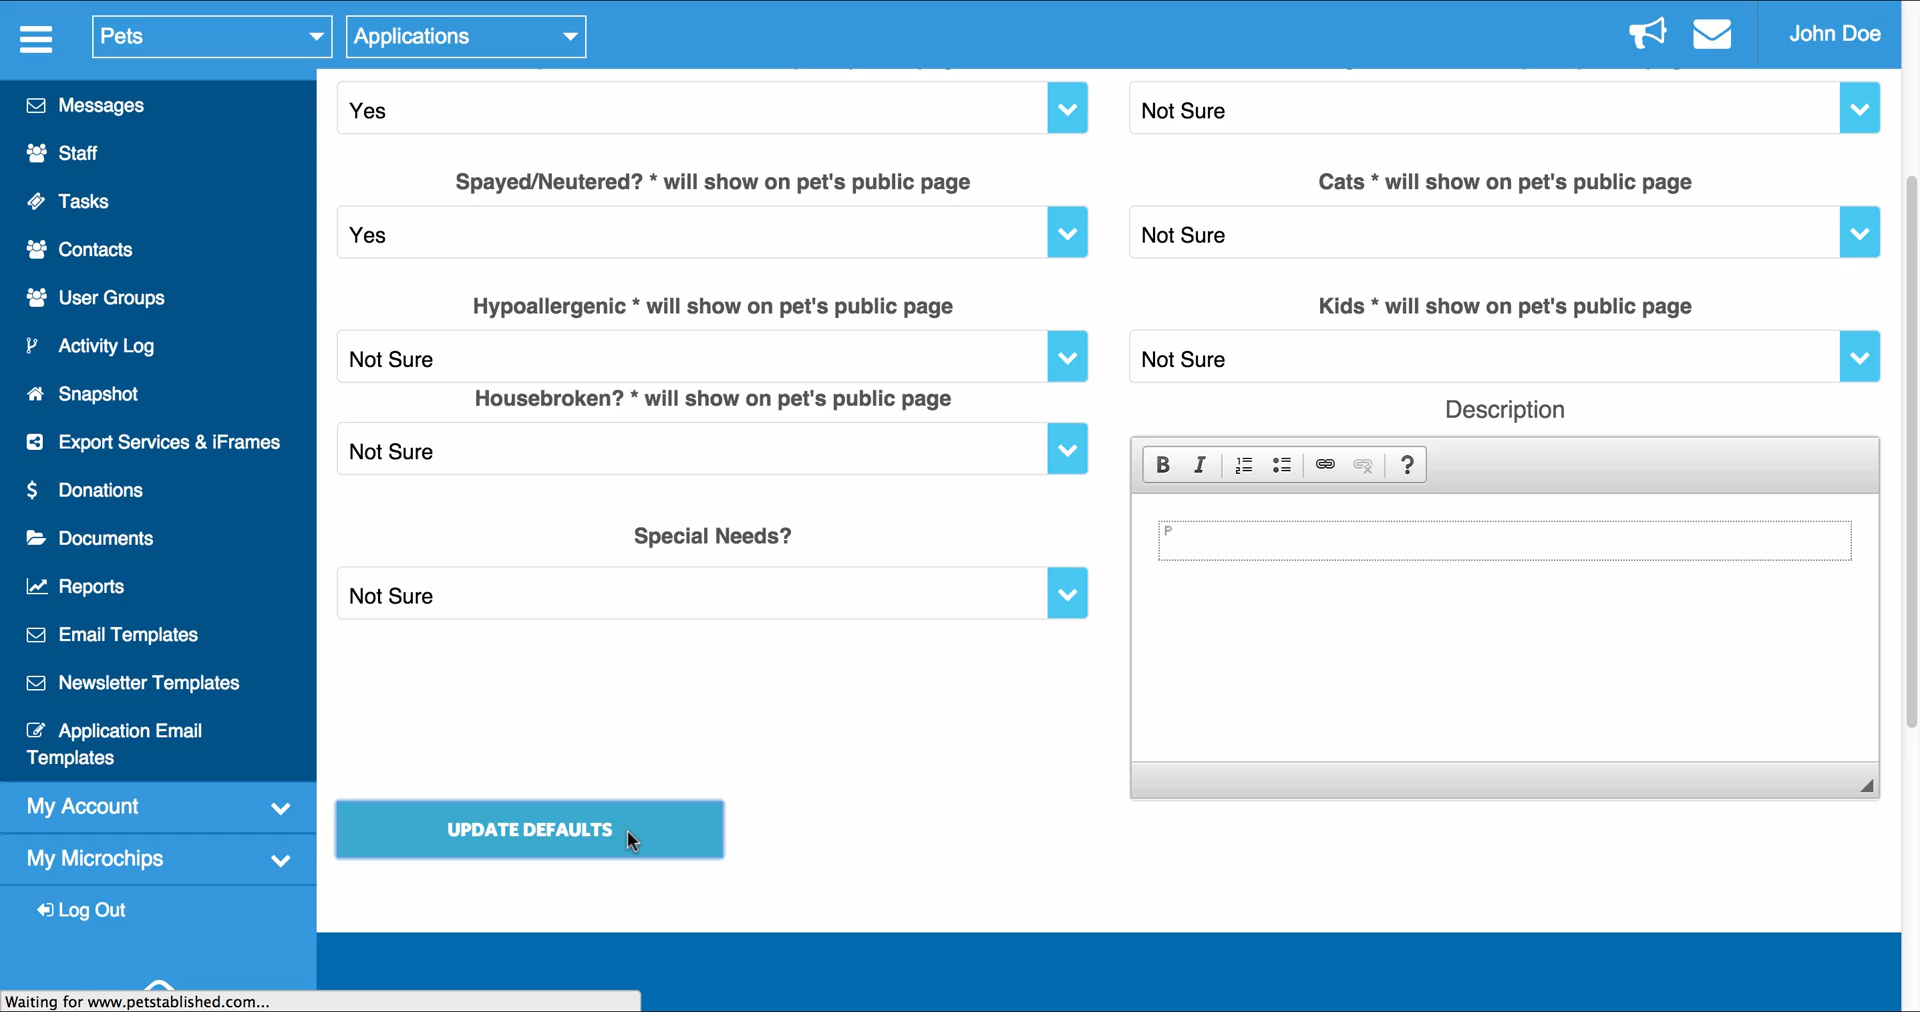 Pets
Applications
John Doe
Messages
Staff
Tasks
Contacts
User Groups
Activity Log
Snapshot
Export Services & iFrames
Donations
Documents
Reports
Email Templates
Newsletter Templates
Application Email
Templates
My Account
My Microchips
Log Out
Yes
Not Sure
Spayed/Neutered? * will show on pet's public page
Cats * will show on pet's public page
Yes
Not Sure
Hypoallergenic * will show on pet's public page
Kids * will show on pet's public page
Not Sure
Not Sure
Housebroken? * will show on pet's public page
Description
Not Sure
B I ?
P
Special Needs?
Not Sure
UPDATE DEFAULTS
Waiting for www.petstablished.com...